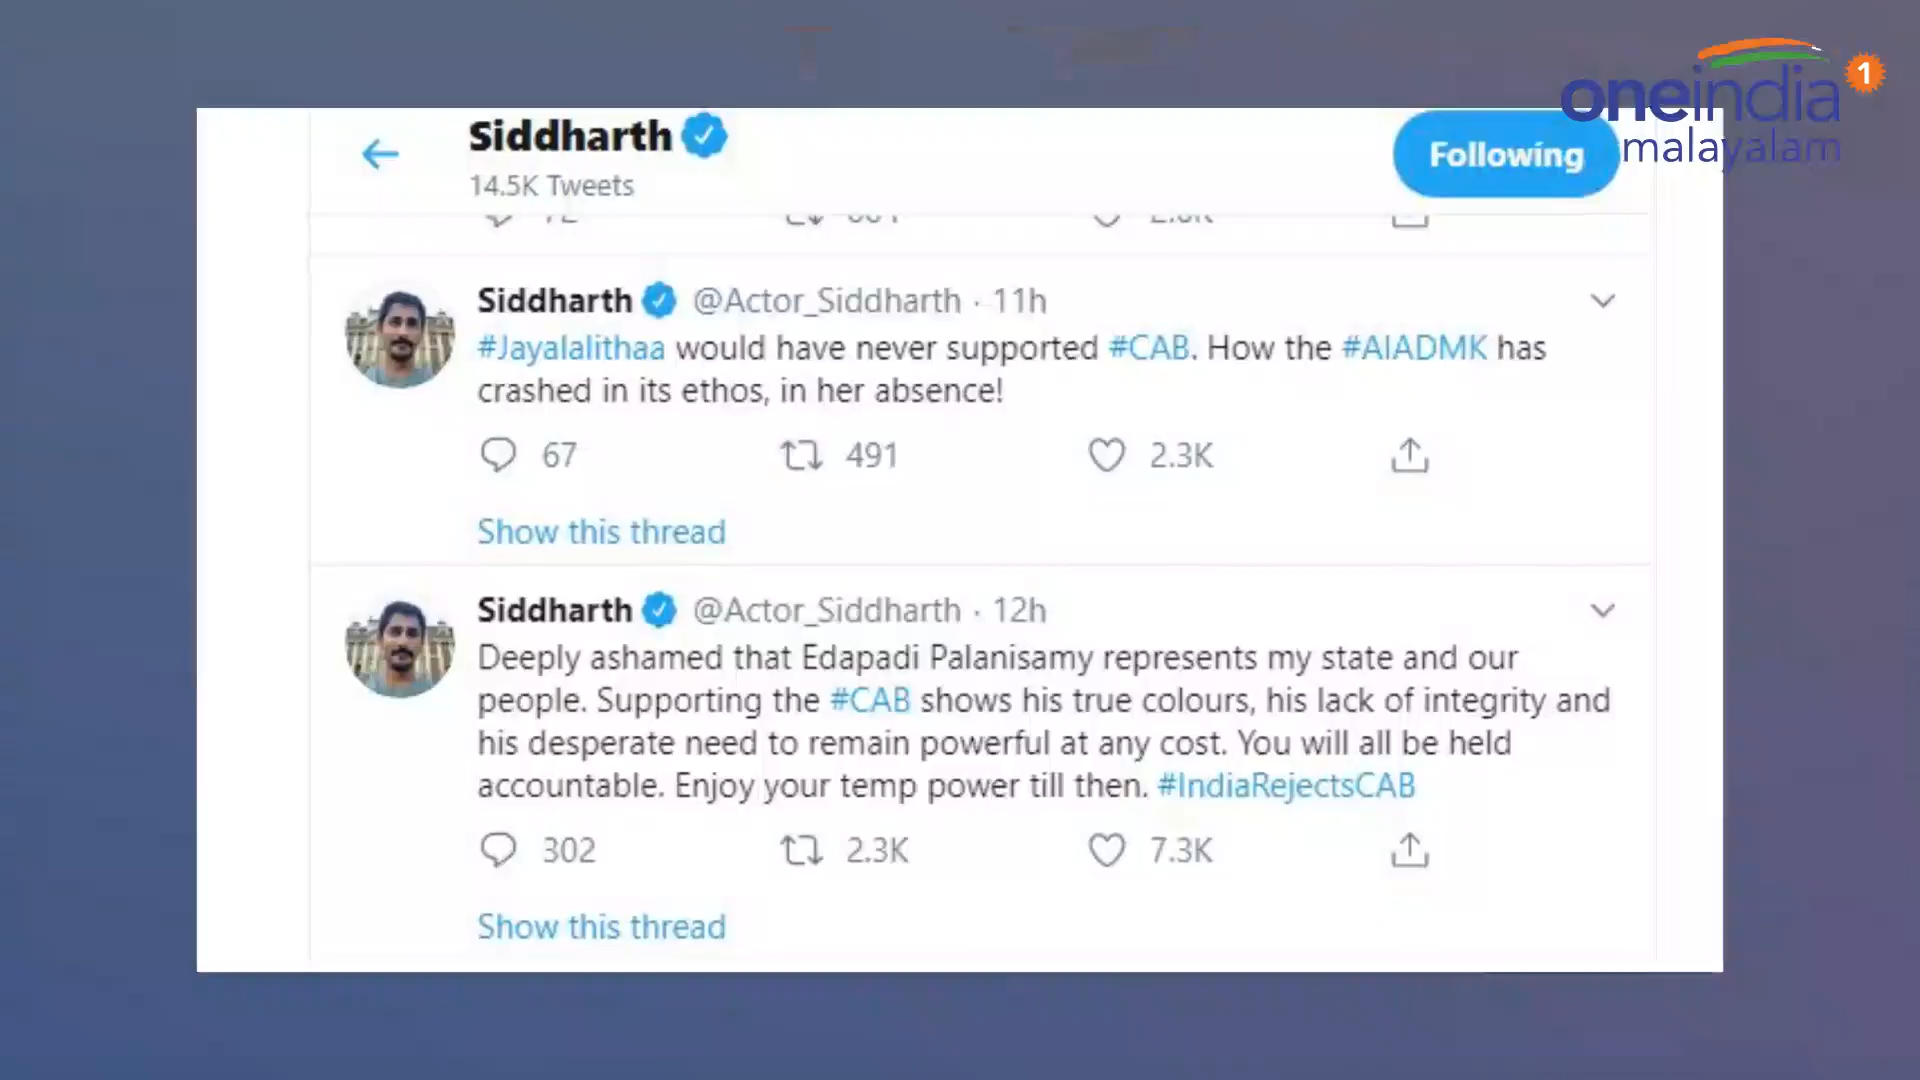 oneindia 1
malayalam
Siddharth
14.5K Tweets
Following
Siddharth @Actor_Siddharth · 11h
#Jayalalithaa would have never supported #CAB. How the #AIADMK has
crashed in its ethos, in her absence!
67 491 2.3K
Show this thread
Siddharth @Actor_Siddharth · 12h
Deeply ashamed that Edapadi Palanisamy represents my state and our
people. Supporting the #CAB shows his true colours, his lack of integrity and
his desperate need to remain powerful at any cost. You will all be held
accountable. Enjoy your temp power till then. #IndiaRejectsCAB
302 2.3K 7.3K
Show this thread